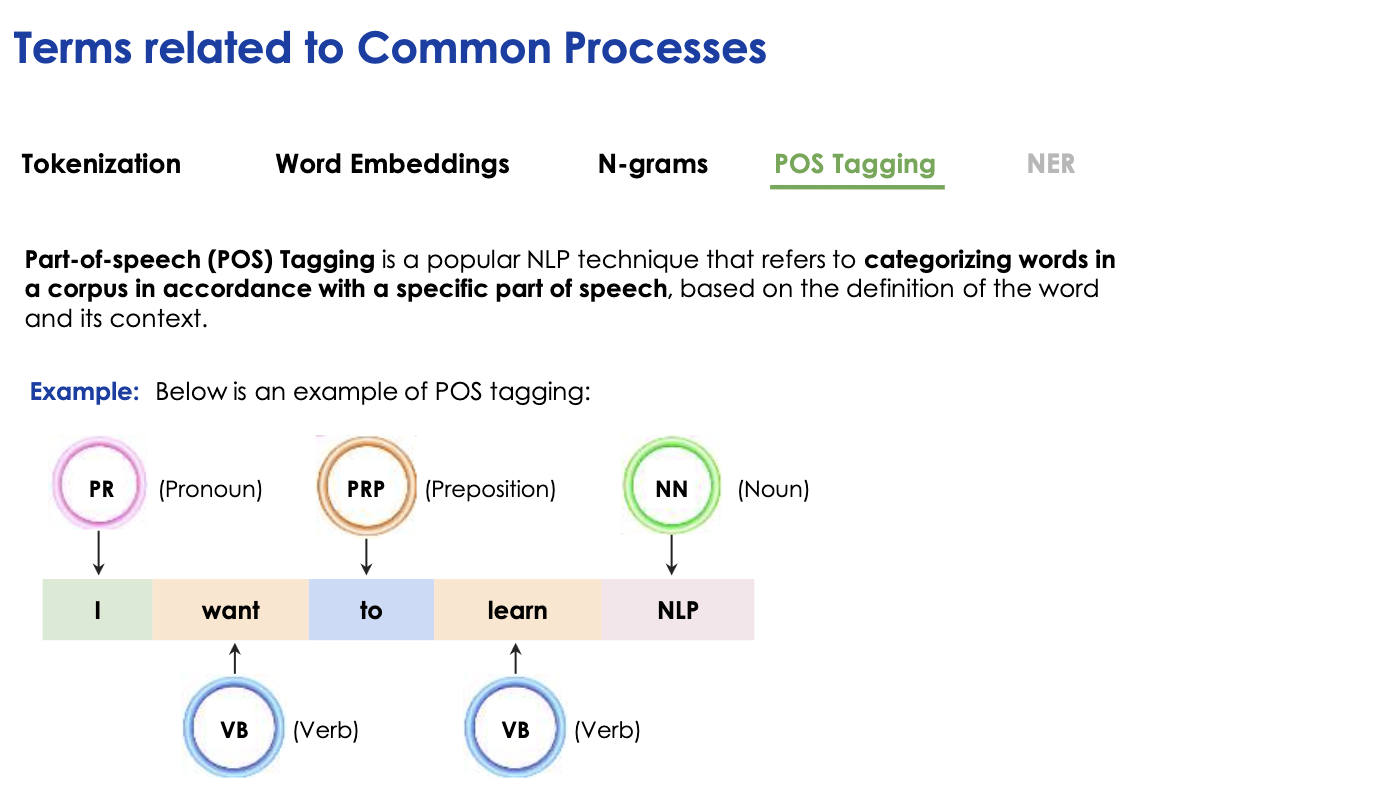 Terms related to Common Processes
Tokenization Word Embeddings N-grams POS Tagging NER
Part-of-speech (POS) Tagging is a popular NLP technique that refers to categorizing words in
a corpus in accordance with a specific part of speech, based on the definition of the word
and its context.
Example: Below is an example of POS tagging:
PR (Pronoun) PRP (Preposition) NN (Noun)
I want to learn NLP
VB (Verb) VB (Verb)